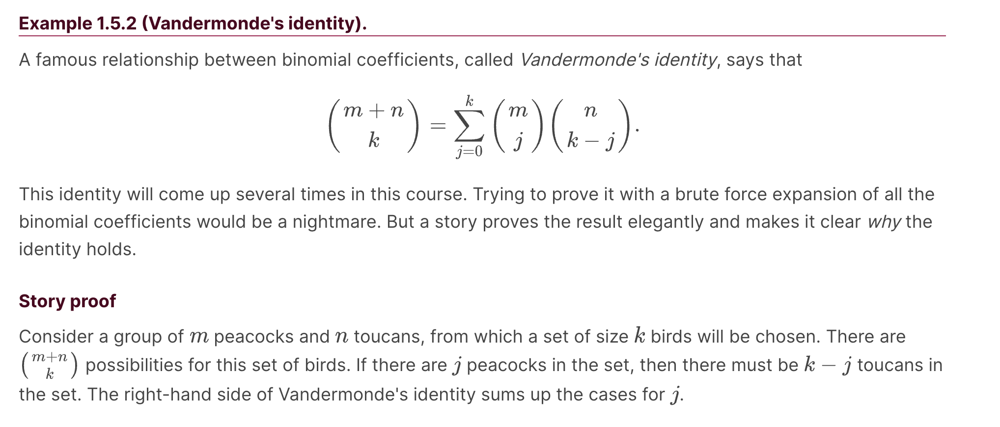 Example 1.5.2 (Vandermonde's identity).
A famous relationship between binomial coefficients, called Vandermonde's identity, says that
$$\binom{m+n}{k} = \sum_{j=0}^{k} \binom{m}{j} \binom{n}{k-j}.$$
This identity will come up several times in this course. Trying to prove it with a brute force expansion of all the
binomial coefficients would be a nightmare. But a story proves the result elegantly and makes it clear why the
identity holds.
Story proof
Consider a group of $m$ peacocks and $n$ toucans, from which a set of size $k$ birds will be chosen. There are
$\binom{m+n}{k}$ possibilities for this set of birds. If there are $j$ peacocks in the set, then there must be $k - j$ toucans in
the set. The right-hand side of Vandermonde's identity sums up the cases for $j$.